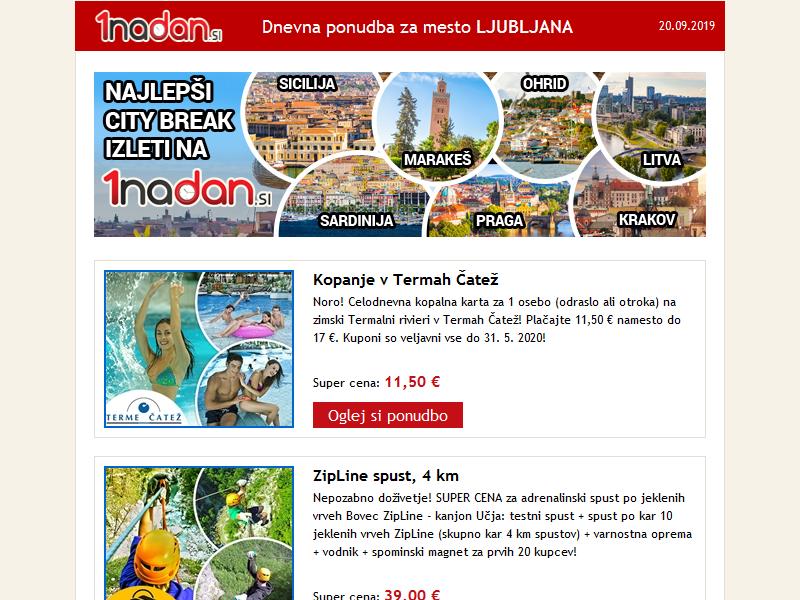 1nadan.si
Dnevna ponudba za mesto LJUBLJANA
20.09.2019
NAJLEPŠI
CITY BREAK
IZLETI NA
1nadan.si
SICILIJA
MARAKEŠ
OHRID
LITVA
SARDINIJA
PRAGA
KRAKOV
TERME ČATEŽ
Kopanje v Termah Čatež
Noro! Celodnevna kopalna karta za 1 osebo (odraslo ali otroka) na
zimski Termalni rivieri v Termah Čatež! Plačajte 11,50 € namesto do
17 €. Kuponi so veljavni vse do 31. 5. 2020!
Super cena: 11,50 €
Oglej si ponudbo
ZipLine spust, 4 km
Nepozabno doživetje! SUPER CENA za adrenalinski spust po jeklenih
vrveh Bovec ZipLine - kanjon Učja: testni spust + spust po kar 10
jeklenih vrveh ZipLine (skupno kar 4 km spustov) + varnostna oprema
+ vodnik + spominski magnet za prvih 20 kupcev!
Super cena: 39,00 €